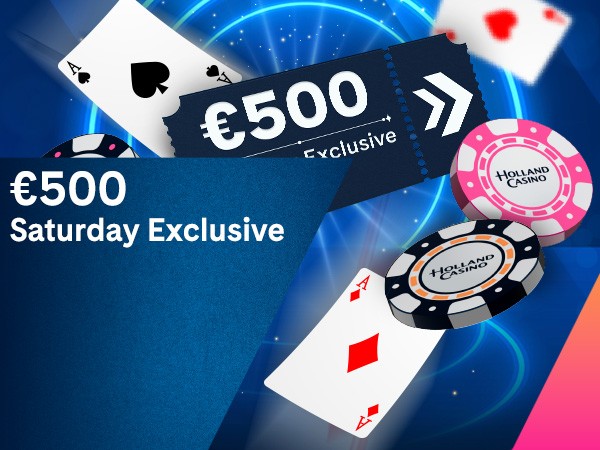 A
A
€500
Exclusive
€500
Saturday Exclusive
HOLLAND
CASINO
HOLLAND
CASINO
A
A